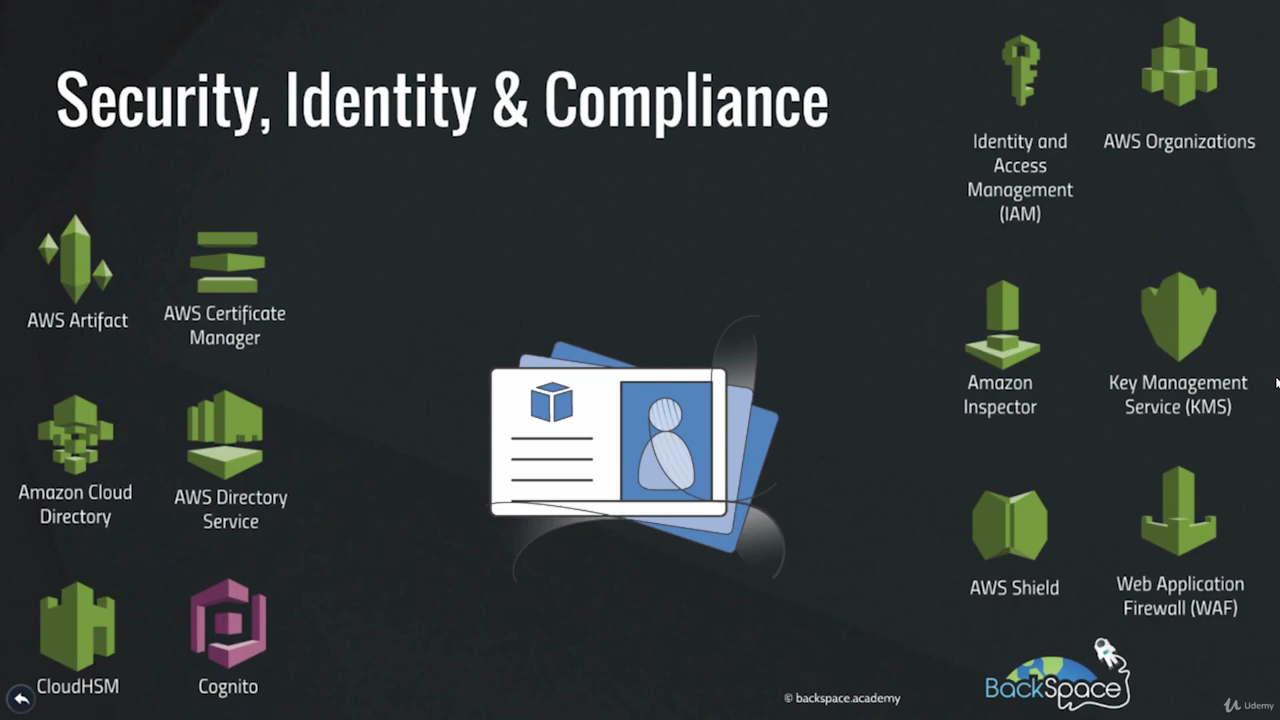 Security, Identity & Compliance
AWS Artifact
AWS Certificate
Manager
Amazon Cloud
Directory
AWS Directory
Service
CloudHSM
Cognito
Identity and
Access
Management
(IAM)
AWS Organizations
Amazon
Inspector
Key Management
Service (KMS)
AWS Shield
Web Application
Firewall (WAF)
© backspace.academy
BackSpace
Udemy